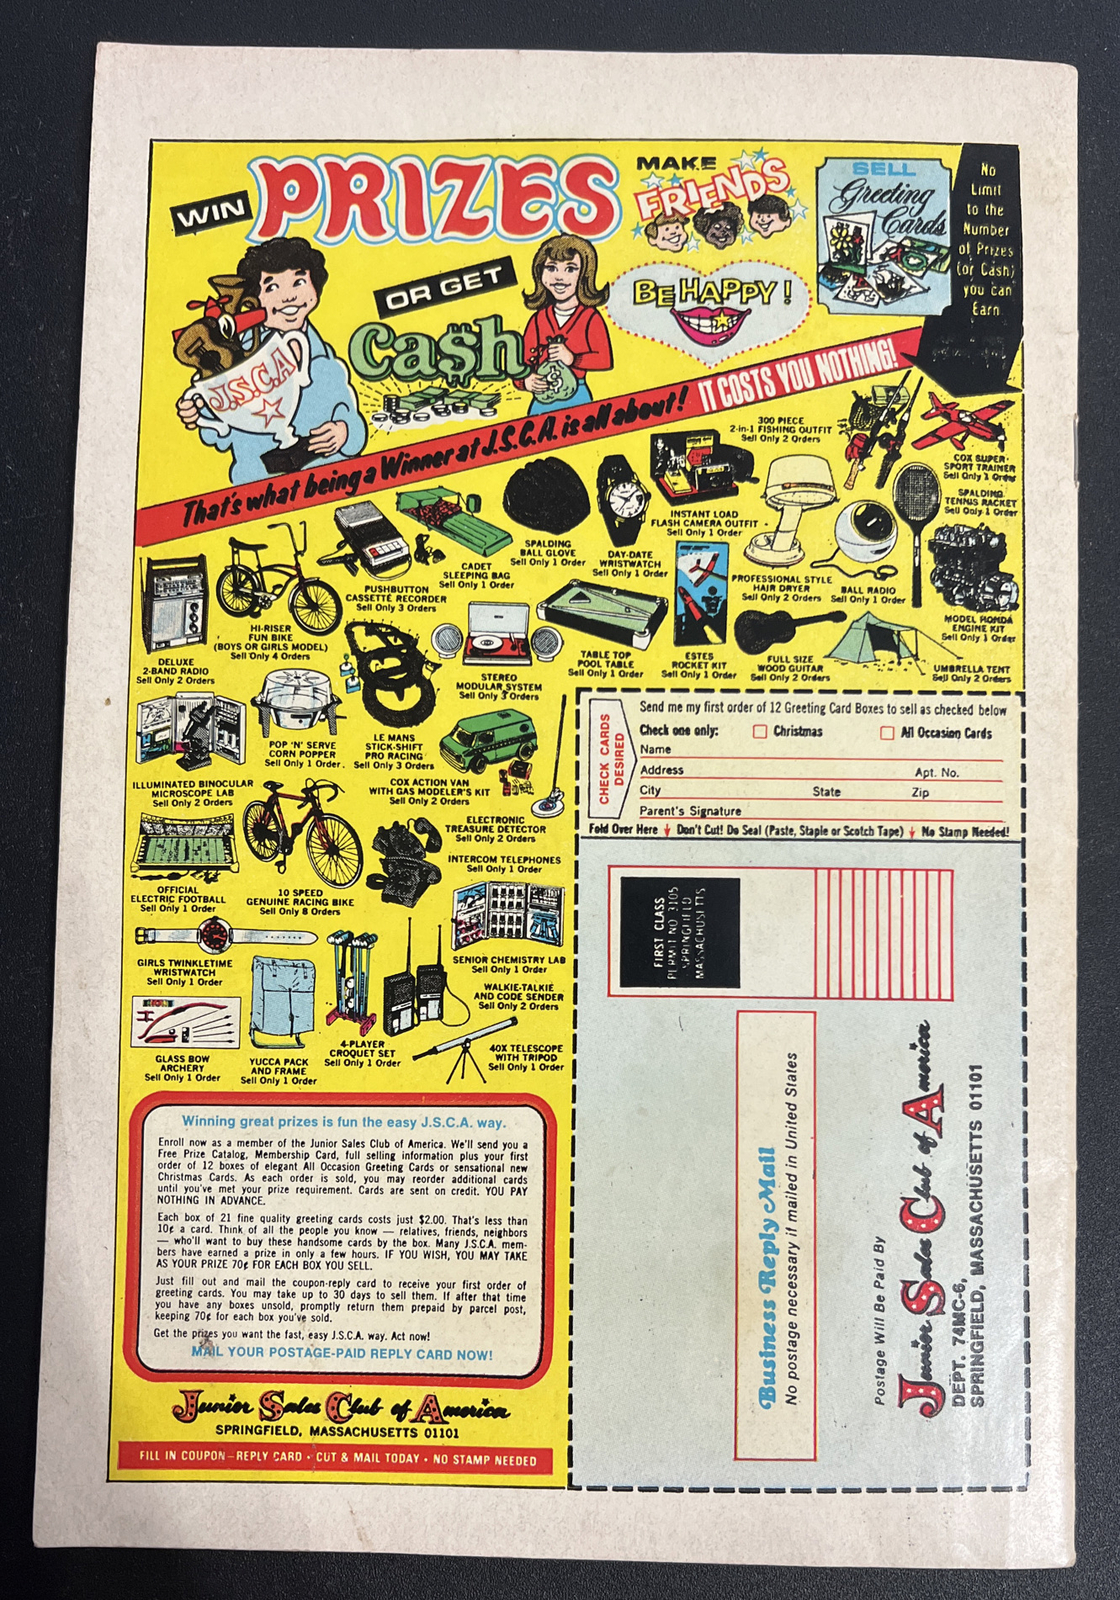 WIN PRIZES
OR GET
Cash
J.S.C.A.
MAKE
FRIENDS
BE HAPPY!
SELL
Greeting
Cards
No
Limit
to the
Number
of Prizes
(or Cash)
you can
Earn
That's what being a Winner at J.S.C.A. is all about! IT COSTS YOU NOTHING!
300 PIECE
2-in-1 FISHING OUTFIT
Sell Only 2 Orders
COX SUPER-
SPORT TRAINER
Sell Only 1 Order
SPALDING
TENNIS RACKET
Sell Only 1 Order
INSTANT LOAD
FLASH CAMERA OUTFIT
Sell Only 1 Order
SPALDING
BALL GLOVE
Sell Only 1 Order
DAY-DATE
WRISTWATCH
Sell Only 1 Order
CADET
SLEEPING BAG
Sell Only 1 Order
PUSHBUTTON
CASSETTE RECORDER
Sell Only 3 Orders
PROFESSIONAL STYLE
HAIR DRYER
Sell Only 2 Orders
BALL RADIO
Sell Only 1 Order
MODEL HONDA
ENGINE KIT
Sell Only 1 Order
HI-RISER
FUN BIKE
(BOYS OR GIRLS MODEL)
Sell Only 4 Orders
DELUXE
2-BAND RADIO
Sell Only 2 Orders
STEREO
MODULAR SYSTEM
Sell Only 3 Orders
TABLE TOP
POOL TABLE
Sell Only 1 Order
ESTES
ROCKET KIT
Sell Only 1 Order
FULL SIZE
WOOD GUITAR
Sell Only 2 Orders
UMBRELLA TENT
Sell Only 2 Orders
POP 'N' SERVE
CORN POPPER
Sell Only 1 Order.
LE MANS
STICK-SHIFT
PRO RACING
Sell Only 3 Orders
ILLUMINATED BINOCULAR
MICROSCOPE LAB
Sell Only 2 Orders
COX ACTION VAN
WITH GAS MODELER'S KIT
Sell Only 2 Orders
ELECTRONIC
TREASURE DETECTOR
Sell Only 2 Orders
INTERCOM TELEPHONES
Sell Only 1 Order
OFFICIAL
ELECTRIC FOOTBALL
Sell Only 1 Order
10 SPEED
GENUINE RACING BIKE
Sell Only 8 Orders
SENIOR CHEMISTRY LAB
Sell Only 1 Order
GIRLS TWINKLETIME
WRISTWATCH
Sell Only 1 Order
WALKIE-TALKIE
AND CODE SENDER
Sell Only 2 Orders
GLASS BOW
ARCHERY
Sell Only 1 Order
YUCCA PACK
AND FRAME
Sell Only 1 Order
4-PLAYER
CROQUET SET
Sell Only 1 Order
40X TELESCOPE
WITH TRIPOD
Sell Only 1 Order
Winning great prizes is fun the easy J.S.C.A. way.
Enroll now as a member of the Junior Sales Club of America. We'll send you a
Free Prize Catalog, Membership Card, full selling information plus your first
order of 12 boxes of elegant All Occasion Greeting Cards or sensational new
Christmas Cards. As each order is sold, you may reorder additional cards
until you've met your prize requirement. Cards are sent on credit. YOU PAY
NOTHING IN ADVANCE.
Each box of 21 fine quality greeting cards costs just $2.00. That's less than
10¢ a card. Think of all the people you know — relatives, friends, neighbors
— who'll want to buy these handsome cards by the box. Many J.S.C.A. mem-
bers have earned a prize in only a few hours. IF YOU WISH, YOU MAY TAKE
AS YOUR PRIZE 70¢ FOR EACH BOX YOU SELL.
Just fill out and mail the coupon-reply card to receive your first order of
greeting cards. You may take up to 30 days to sell them. If after that time
you have any boxes unsold, promptly return them prepaid by parcel post,
keeping 70¢ for each box you've sold.
Get the prizes you want the fast, easy J.S.C.A. way. Act now!
MAIL YOUR POSTAGE-PAID REPLY CARD NOW!
Junior Sales Club of America
SPRINGFIELD, MASSACHUSETTS 01101
FILL IN COUPON-REPLY CARD · CUT & MAIL TODAY · NO STAMP NEEDED
CHECK CARDS
DESIRED
Send me my first order of 12 Greeting Card Boxes to sell as checked below
Check one only: Christmas All Occasion Cards
Name
Address Apt. No.
City State Zip
Parent's Signature
Fold Over Here Don't Cut! Do Seal (Paste, Staple or Scotch Tape) No Stamp Needed!
FIRST CLASS
PERMIT NO 3105
SPRINGFIELD
MASSACHUSETTS
Business Reply Mail
No postage necessary if mailed in United States
Postage Will Be Paid By
Junior Sales Club of America
DEPT. 74MC-6,
SPRINGFIELD, MASSACHUSETTS 01101